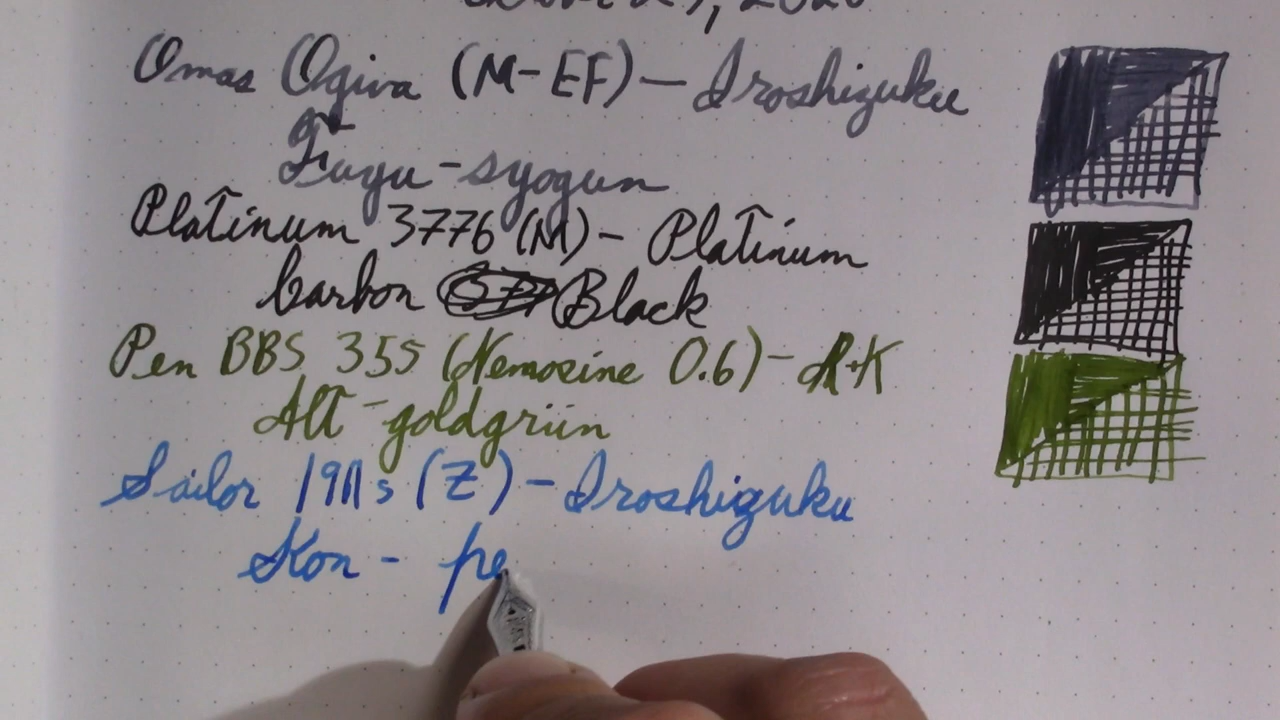 , 2020
Omas Ogiva (M-EF) - Iroshizuku
Fuyu-syogun
Platinum 3776 (M) - Platinum
Carbon Black
Pen BBS 355 (Nemosine 0.6) - R+K
Alt-goldgrün
Sailor 1911s (Z) - Iroshizuku
Kon - pe